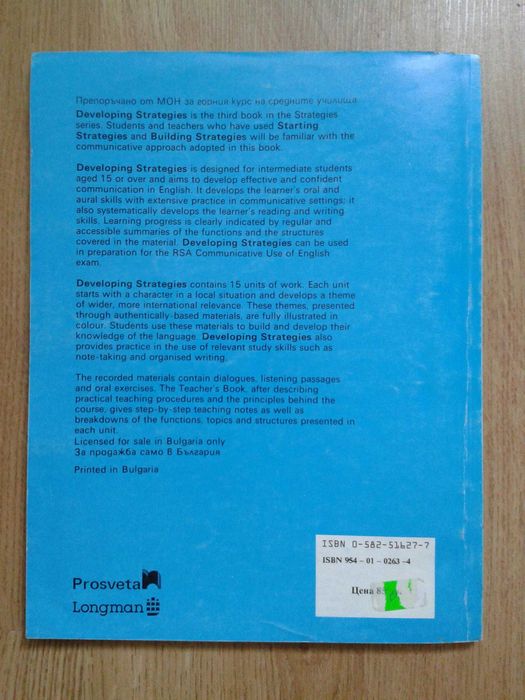 Препоръчано от МОН за горния курс на средните училища
Developing Strategies is the third book in the Strategies
series. Students and teachers who have used Starting
Strategies and Building Strategies will be familiar with the
communicative approach adopted in this book.
Developing Strategies is designed for intermediate students
aged 15 or over and aims to develop effective and confident
communication in English. It develops the learner's oral and
aural skills with extensive practice in communicative settings; it
also systematically develops the learner's reading and writing
skills. Learning progress is clearly indicated by regular and
accessible summaries of the functions and the structures
covered in the material. Developing Strategies can be used
in preparation for the RSA Communicative Use of English
exam.
Developing Strategies contains 15 units of work. Each unit
starts with a character in a local situation and develops a theme
of wider, more international relevance. These themes, presented
through authentically-based materials, are fully illustrated in
colour. Students use these materials to build and develop their
knowledge of the language. Developing Strategies also
provides practice in the use of relevant study skills such as
note-taking and organised writing.
The recorded materials contain dialogues, listening passages
and oral exercises. The Teacher's Book, after describing
practical teaching procedures and the principles behind the
course, gives step-by-step teaching notes as well as
breakdowns of the functions, topics and structures presented in
each unit.
Licensed for sale in Bulgaria only
За продажба само в България
Printed in Bulgaria
ISBN 0-582-51627-7
ISBN 954 – 01 – 0263 – 4
Цена
Prosveta
Longman